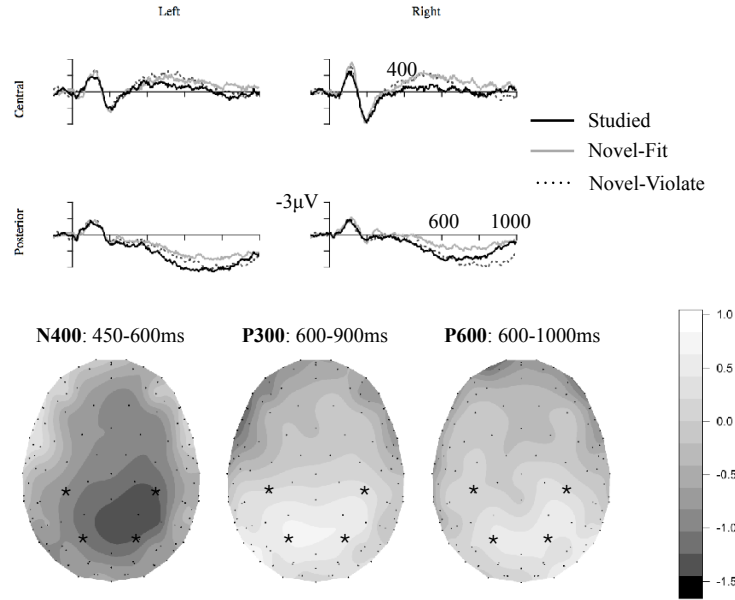 Left Right
Central
400
Studied
Novel-Fit
Novel-Violate
Posterior
-3μV
600 1000
N400: 450-600ms P300: 600-900ms P600: 600-1000ms
* * * * * *
* * * * * *
1.0
0.5
0.0
-0.5
-1.0
-1.5